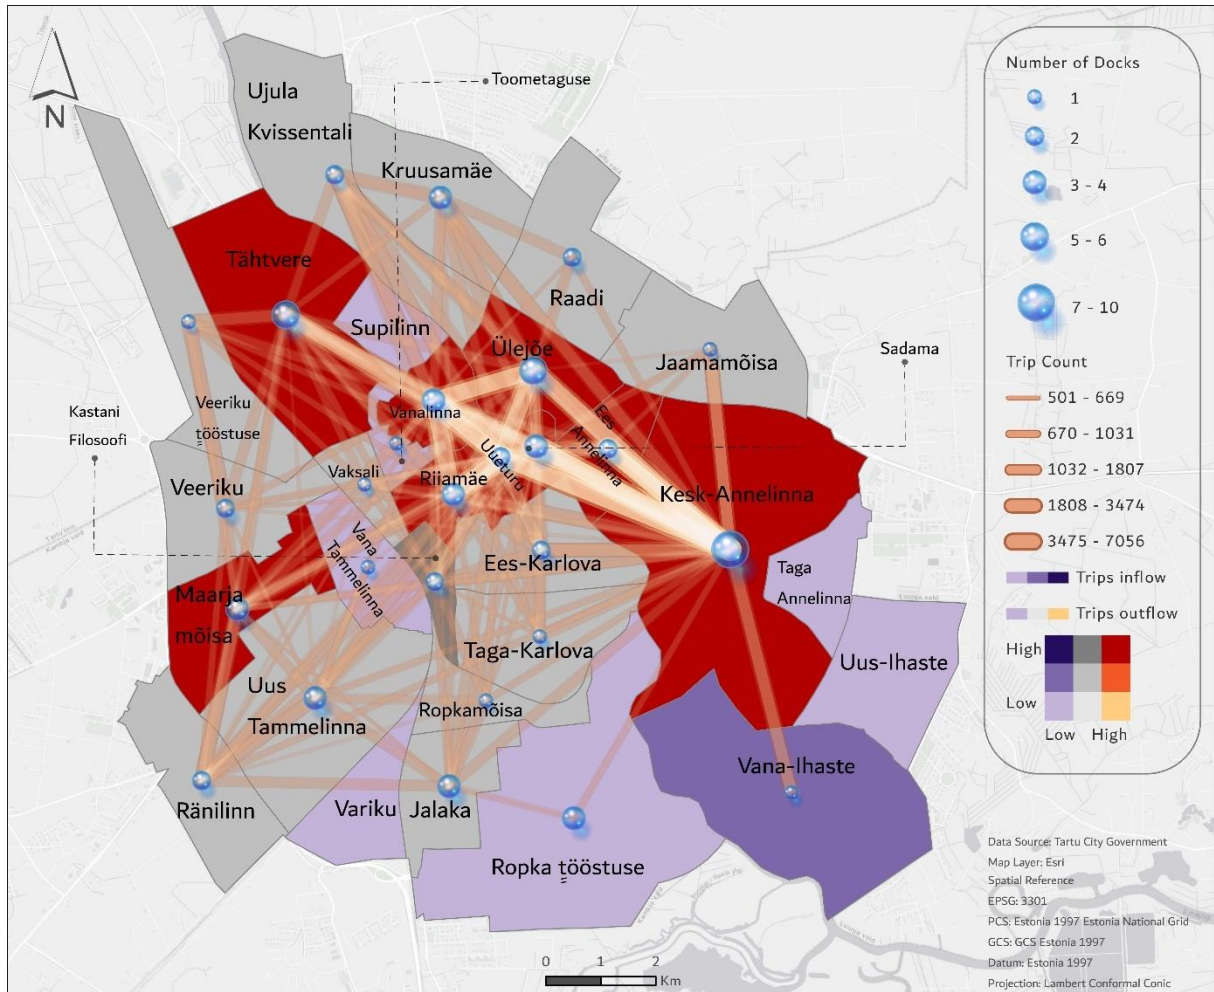 N
Toometaguse
Ujula
Kvissentali
Kruusamäe
Tähtvere
Raadi
Supilinn
Ülejõe
Jaamamõisa
Sadama
Kastani
Filosoofi
Veeriku
tööstuse
Vanalinna
Ees
Annelinna
Uueturu
Veeriku
Vaksali
Riiamäe
Kesk-Annelinna
Vana
Tammelinna
Ees-Karlova
Taga
Annelinna
Maarja
mõisa
Taga-Karlova
Uus-Ihaste
Uus
Tammelinna
Ropkamõisa
Vana-Ihaste
Ränilinn
Variku
Jalaka
Ropka tööstuse
0 1 2
Km
Number of Docks
1
2
3 - 4
5 - 6
7 - 10
Trip Count
501 - 669
670 - 1031
1032 - 1807
1808 - 3474
3475 - 7056
Trips inflow
Trips outflow
High
Low
Low High
Data Source: Tartu City Government
Map Layer: Esri
Spatial Reference
EPSG: 3301
PCS: Estonia 1997 Estonia National Grid
GCS: GCS Estonia 1997
Datum: Estonia 1997
Projection: Lambert Conformal Conic